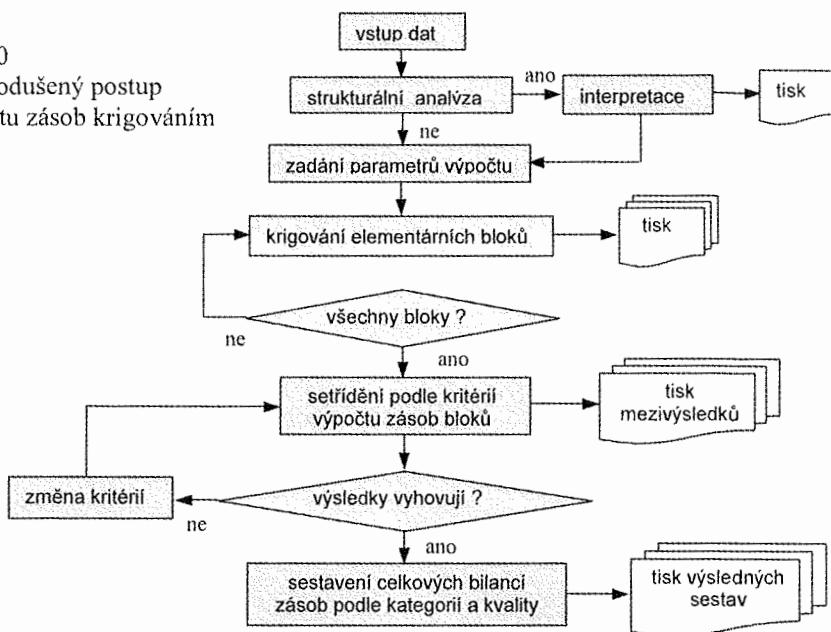 vstup dat
0
odušený postup
tu zásob krigováním
strukturální analýza
ano
interpretace
tisk
ne
zadání parametrů výpočtu
krigování elementárních bloků
tisk
všechny bloky ?
ne
ano
setřídění podle kritérií
výpočtu zásob bloků
tisk
mezivýsledků
změna kritérií
ne
výsledky vyhovují ?
ano
sestavení celkových bilancí
zásob podle kategorií a kvality
tisk výsledných
sestav